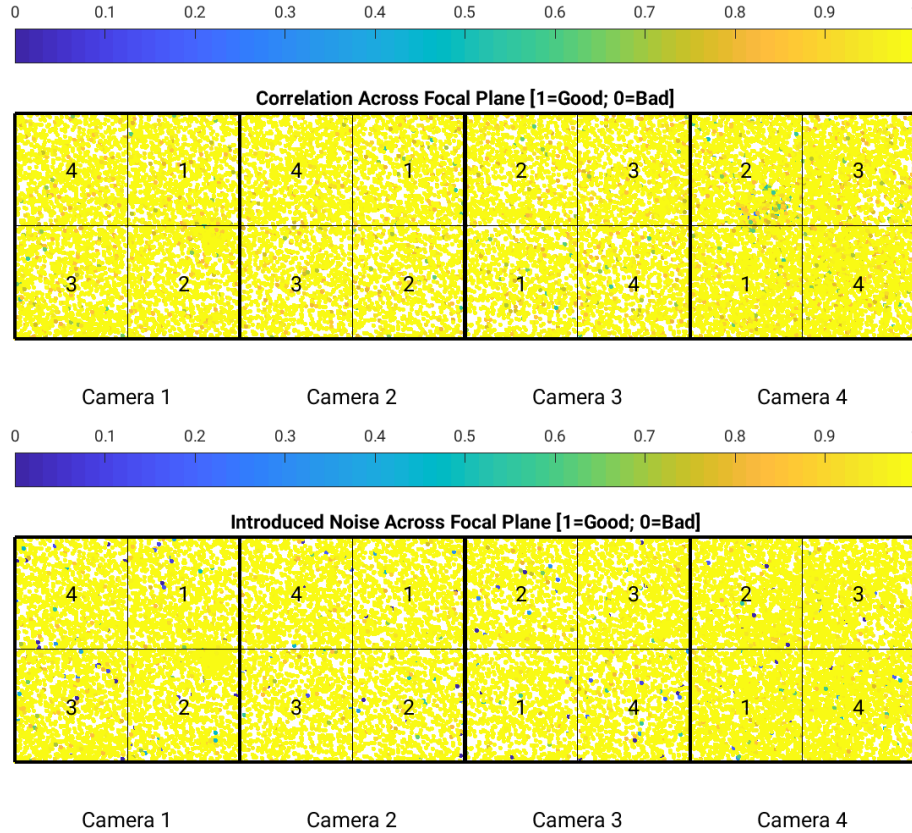 0 0.1 0.2 0.3 0.4 0.5 0.6 0.7 0.8 0.9
Correlation Across Focal Plane [1=Good; 0=Bad]
4 1 4 1 2 3 2 3
3 2 3 2 1 4 1 4
Camera 1 Camera 2 Camera 3 Camera 4
0 0.1 0.2 0.3 0.4 0.5 0.6 0.7 0.8 0.9
Introduced Noise Across Focal Plane [1=Good; 0=Bad]
4 1 4 1 2 3 2 3
3 2 3 2 1 4 1 4
Camera 1 Camera 2 Camera 3 Camera 4